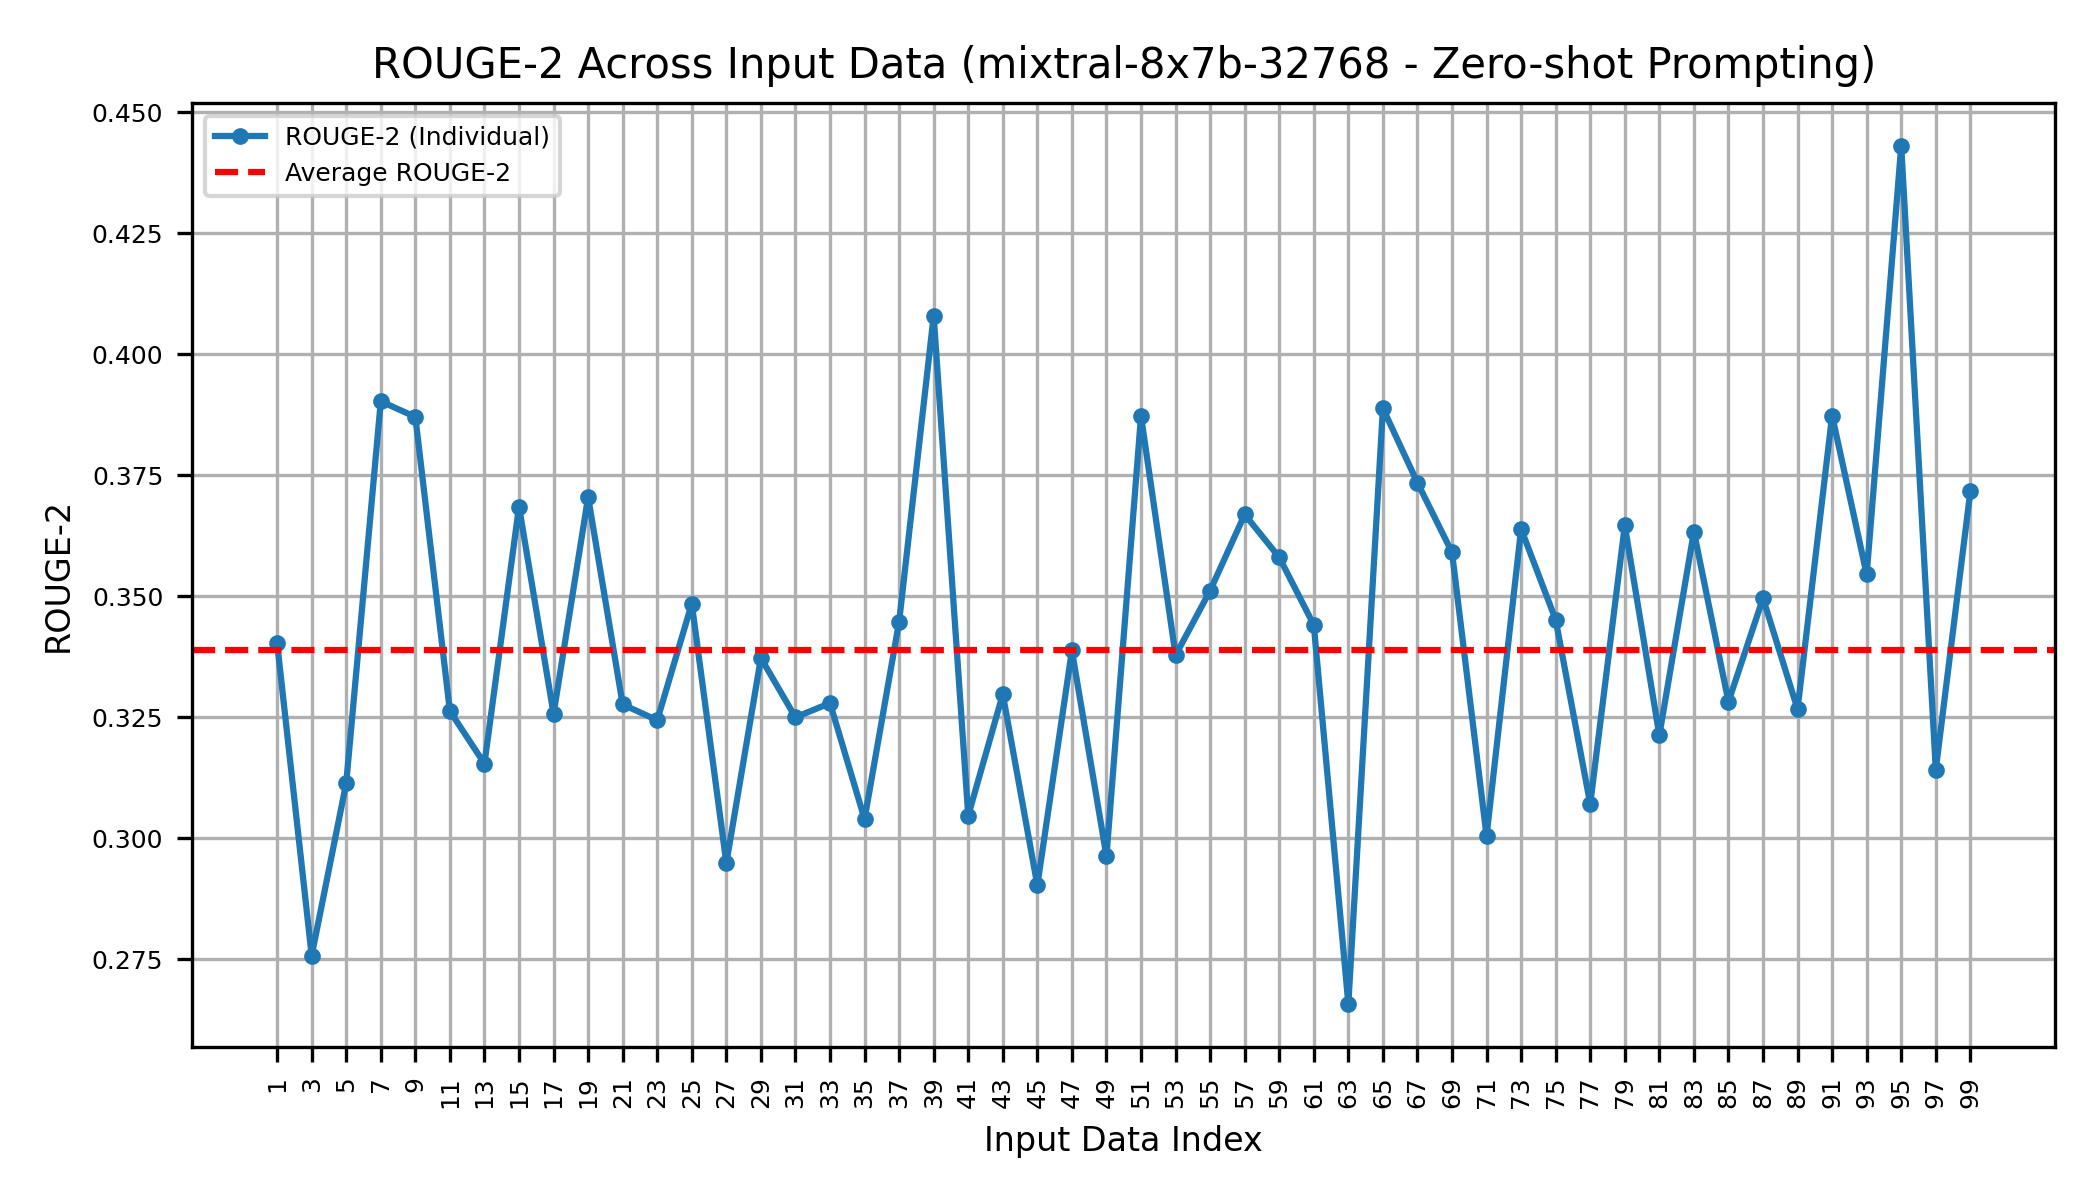 ROUGE-2 Across Input Data (mixtral-8x7b-32768 - Zero-shot Prompting)
ROUGE-2 (Individual)
Average ROUGE-2
0.450
0.425
0.400
0.375
0.350
0.325
0.300
0.275
ROUGE-2
1 3 5 7 9 11 13 15 17 19 21 23 25 27 29 31 33 35 37 39 41 43 45 47 49 51 53 55 57 59 61 63 65 67 69 71 73 75 77 79 81 83 85 87 89 91 93 95 97 99
Input Data Index